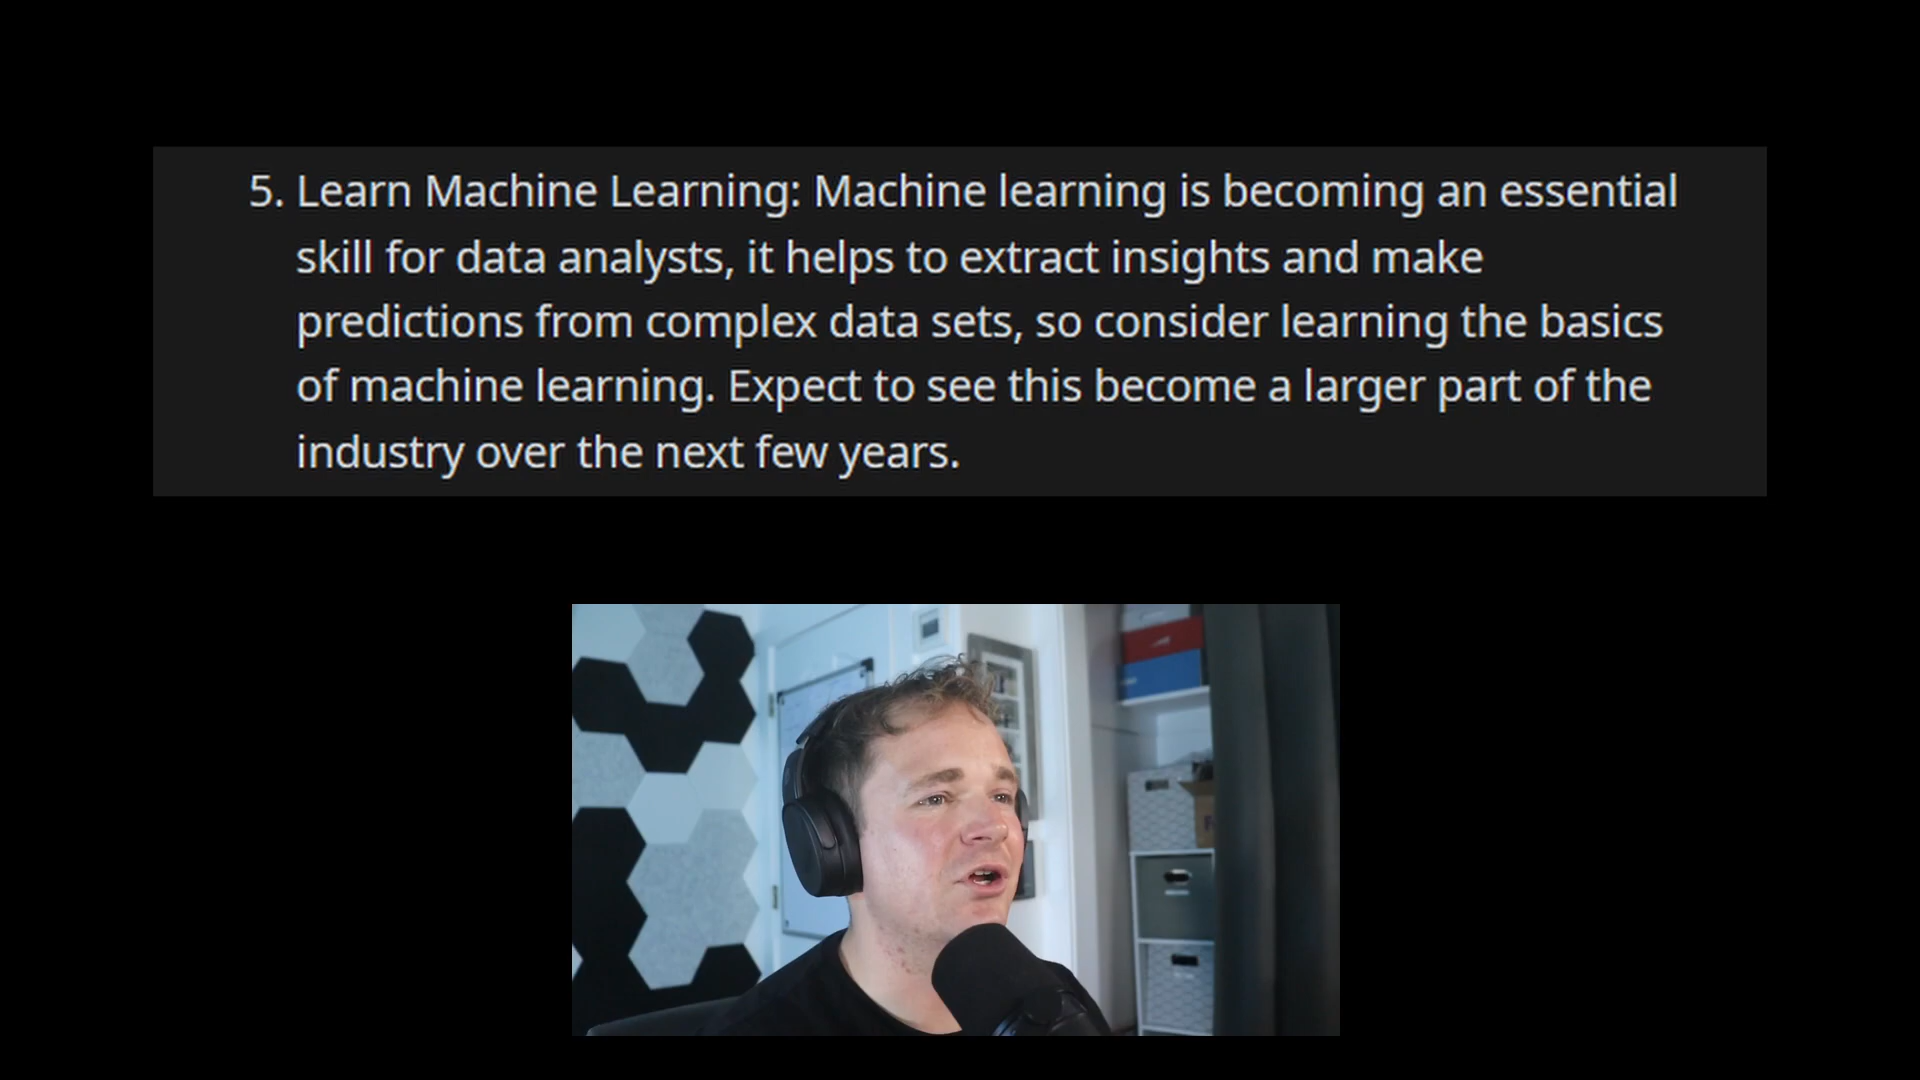 5. Learn Machine Learning: Machine learning is becoming an essential
skill for data analysts, it helps to extract insights and make
predictions from complex data sets, so consider learning the basics
of machine learning. Expect to see this become a larger part of the
industry over the next few years.